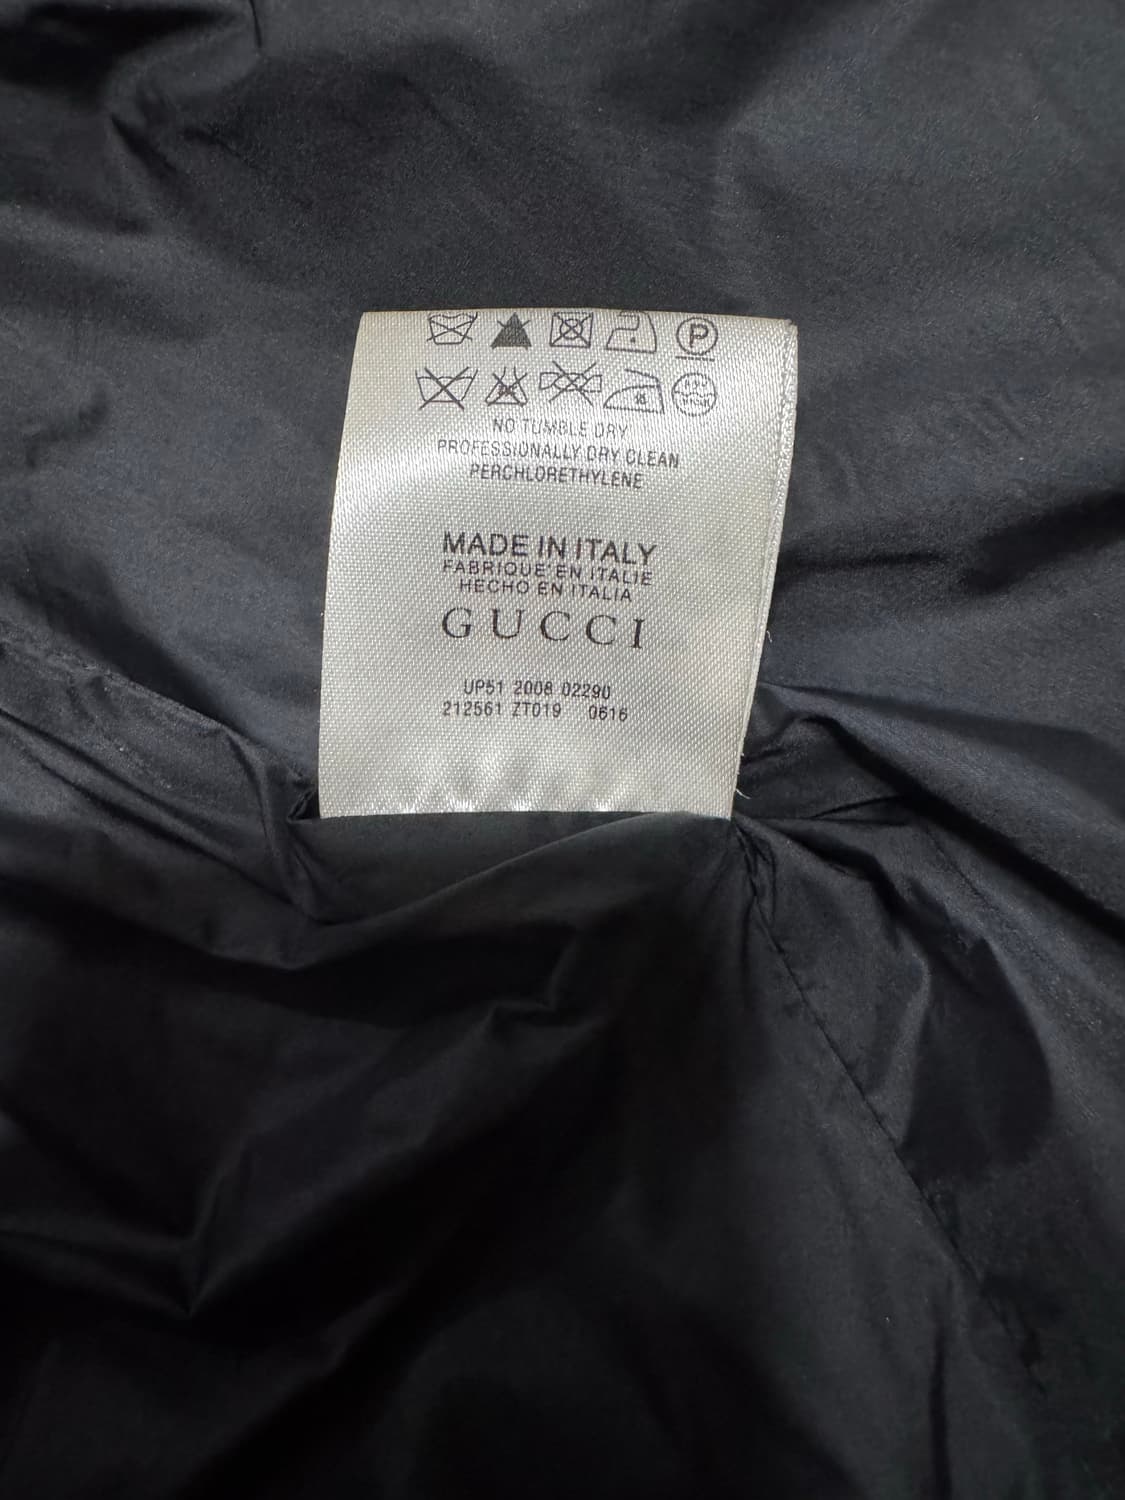 P
NO TUMBLE DRY
PROFESSIONALLY DRY CLEAN
PERCHLORETHYLENE
MADE IN ITALY
FABRIQUE EN ITALIE
HECHO EN ITALIA
GUCCI
UP51 2008 02290
212561 ZT019 0616